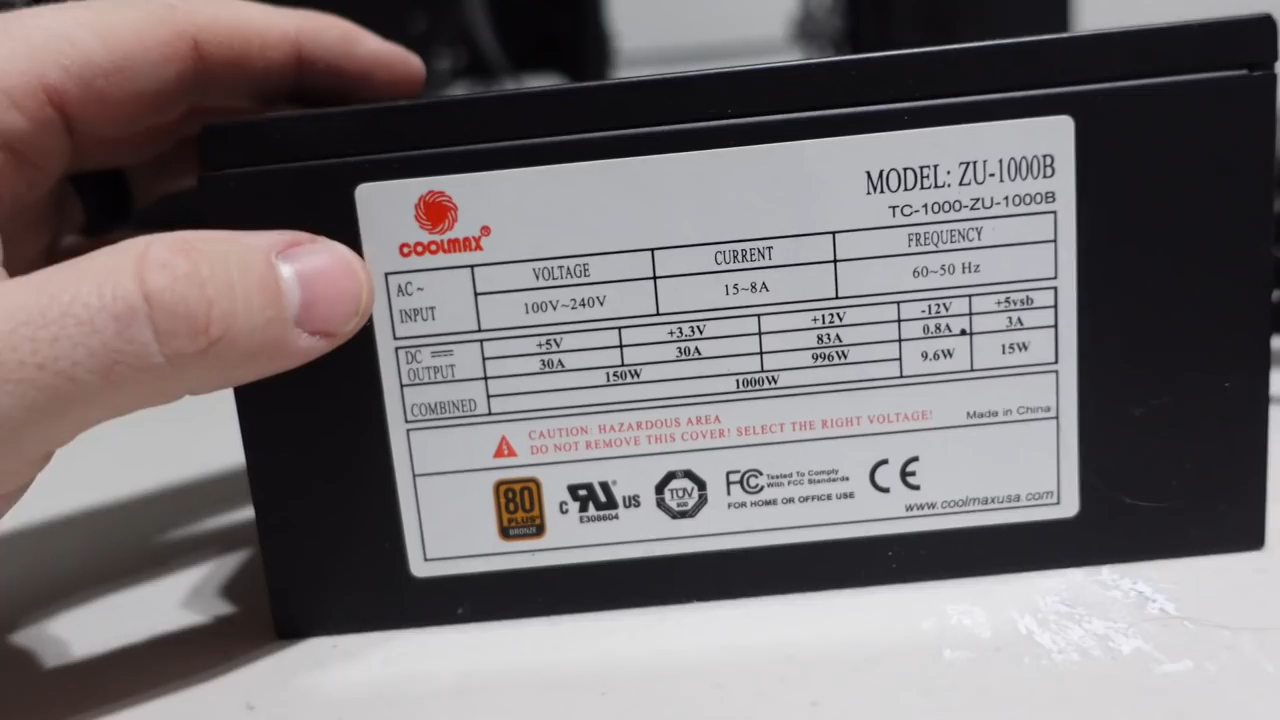 COOLMAX®
MODEL: ZU-1000B
TC-1000-ZU-1000B
AC ~ INPUT
VOLTAGE
CURRENT
FREQUENCY
100V~240V
15~8A
60~50 Hz
DC OUTPUT
+5V
+3.3V
+12V
-12V
+5vsb
30A
30A
83A
0.8A
3A
150W
996W
9.6W
15W
COMBINED
1000W
CAUTION: HAZARDOUS AREA
DO NOT REMOVE THIS COVER! SELECT THE RIGHT VOLTAGE!
Made in China
80 PLUS BRONZE
C RU® US
E308604
TÜV
FC Tested To Comply
With FCC Standards
FOR HOME OR OFFICE USE
CE
www.coolmaxusa.com